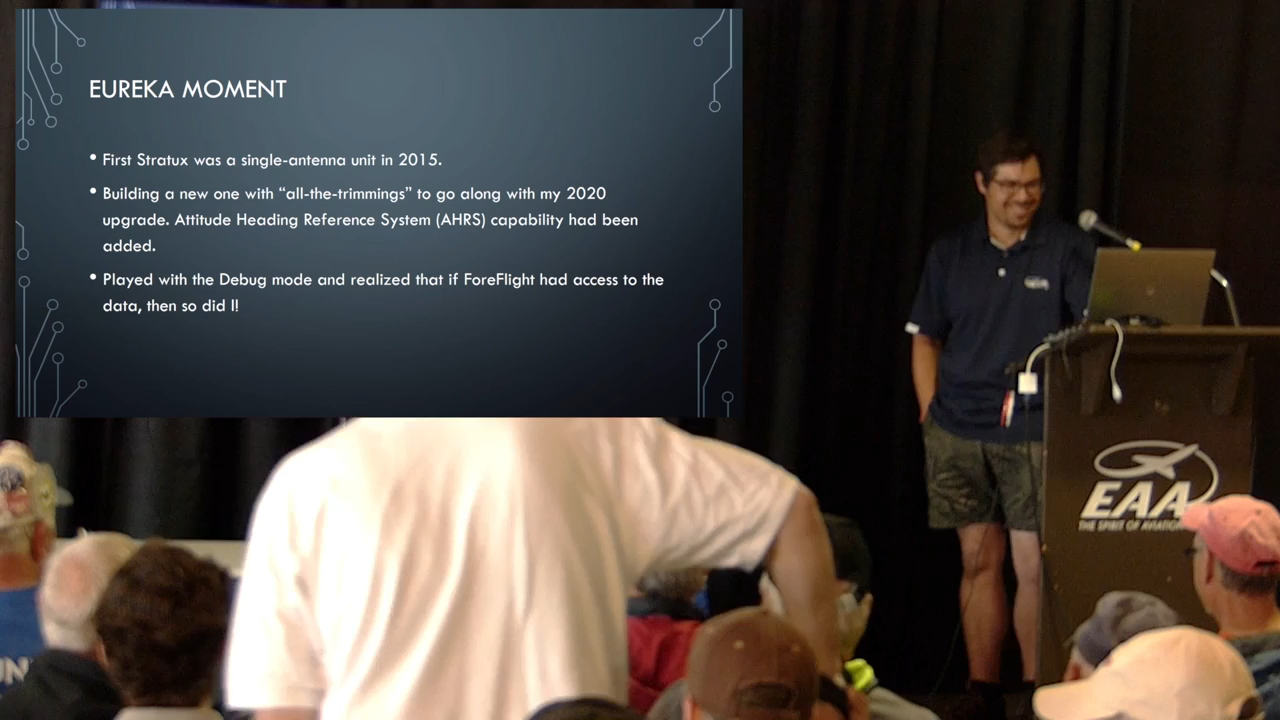 EUREKA MOMENT
• First Stratux was a single-antenna unit in 2015.
• Building a new one with “all-the-trimmings” to go along with my 2020
upgrade. Attitude Heading Reference System (AHRS) capability had been
added.
• Played with the Debug mode and realized that if ForeFlight had access to the
data, then so did I!
EAA
THE SPIRIT OF AVIATION
UN